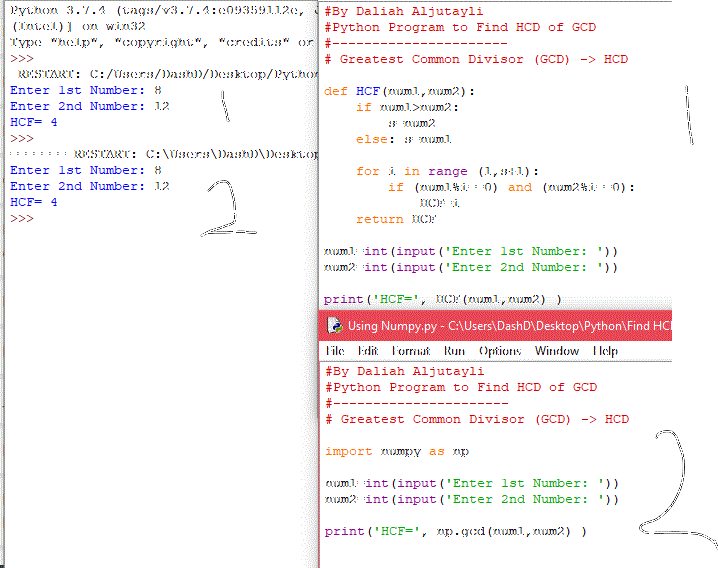 Python 3.7.4 (tags/v3.7.4:e09359112e,
(Intel)] on win32
Type "help", "copyright", "credits" or
>>>
RESTART: C:/Users/DashD/Desktop/Python
Enter 1st Number: 8
Enter 2nd Number: 12
HCF= 4
>>>
RESTART: C:\Users\DashD\Desktop
Enter 1st Number: 8
Enter 2nd Number: 12
HCF= 4
>>>
1
2
#By Daliah Aljutayli
#Python Program to Find HCD of GCD
#----------------------
# Greatest Common Divisor (GCD) -> HCD
def HCF(num1,num2):
if num1>num2:
s=num2
else: s=num1
for i in range (1,s+1):
if (num1%i==0) and (num2%i==0):
HCF=i
return HCF
num1=int(input('Enter 1st Number: '))
num2=int(input('Enter 2nd Number: '))
print('HCF=', HCF(num1,num2) )
1
Using Numpy.py - C:\Users\DashD\Desktop\Python\Find HC
File Edit Format Run Options Window Help
#By Daliah Aljutayli
#Python Program to Find HCD of GCD
#----------------------
# Greatest Common Divisor (GCD) -> HCD
import numpy as np
num1=int(input('Enter 1st Number: '))
num2=int(input('Enter 2nd Number: '))
print('HCF=', np.gcd(num1,num2) )
2